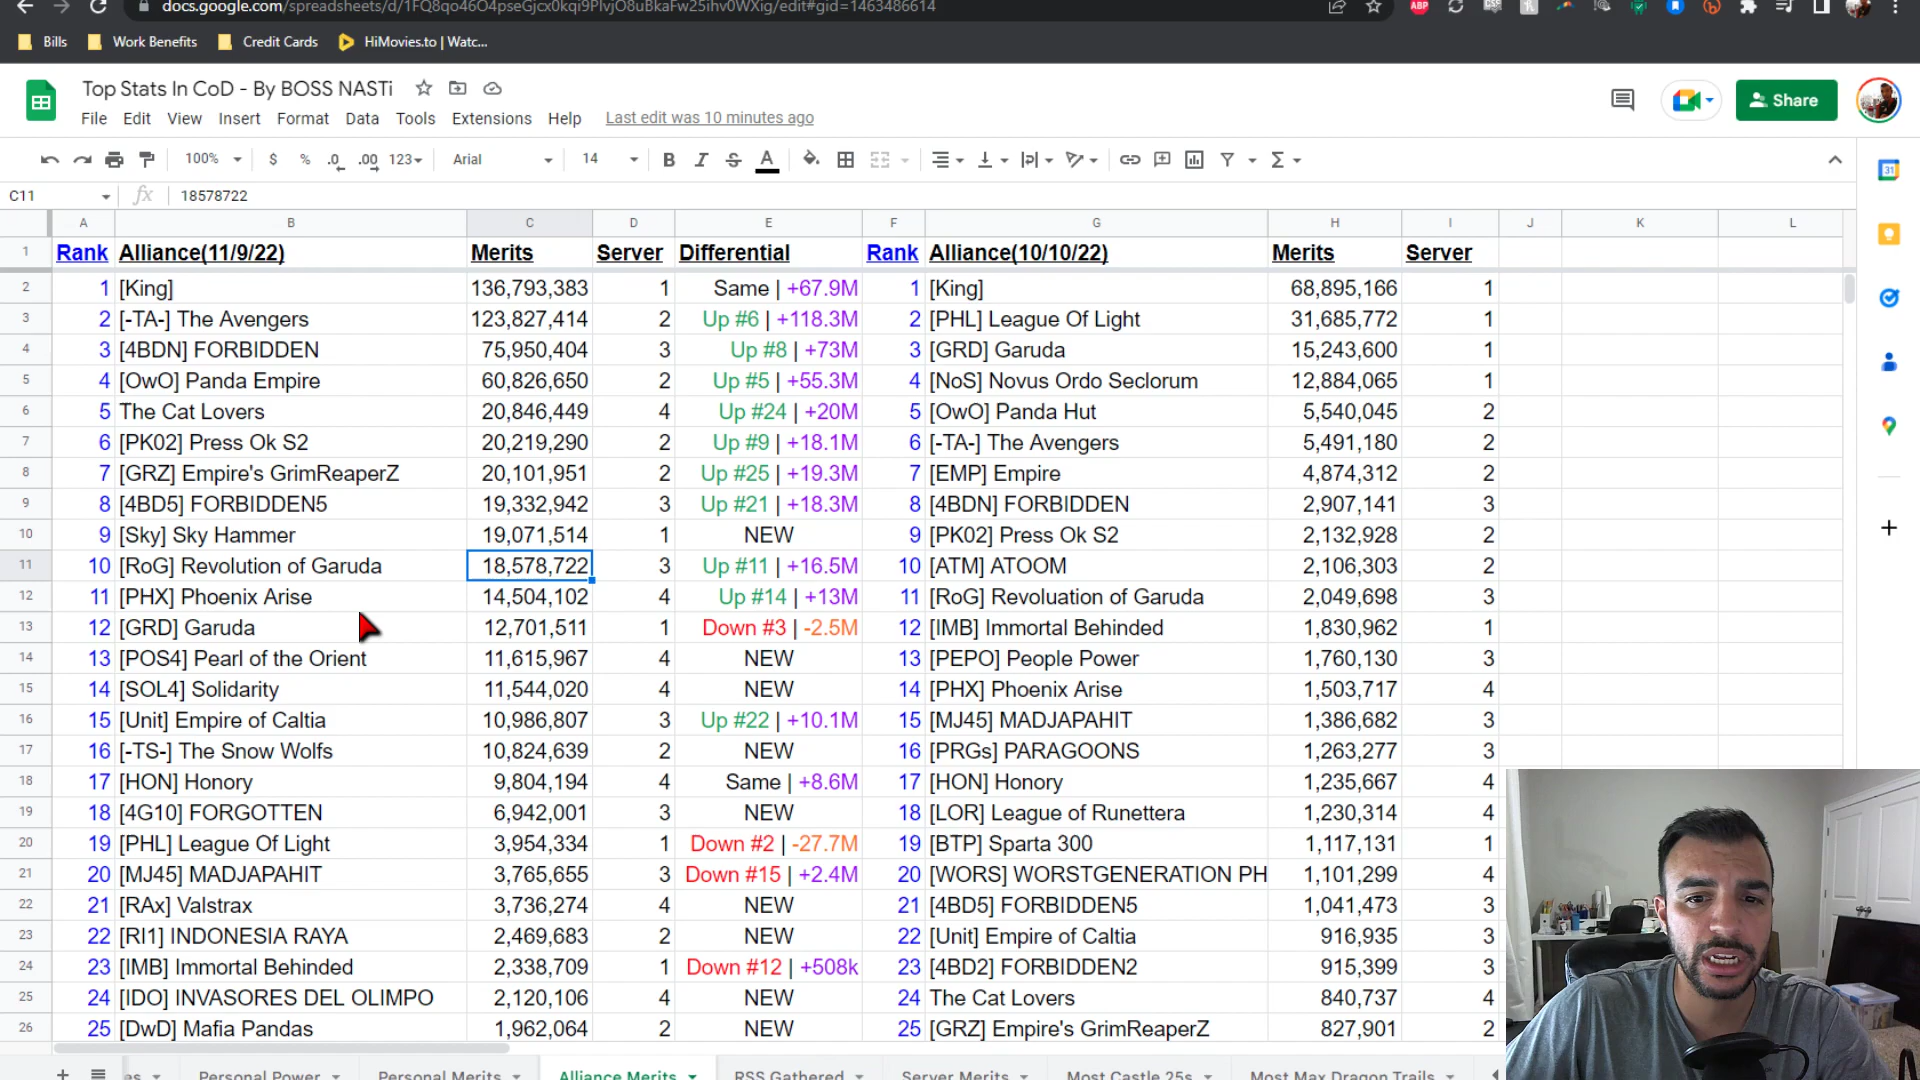 docs.google.com/spreadsheets/d/1FQ8qo46O4pseGjcx0kqi9PlvjO8uBkaFw25ihv0WXig/edit#gid=1463486614
Bills Work Benefits Credit Cards HiMovies.to | Watc...
Top Stats In CoD - By BOSS NASTi
Share
File Edit View Insert Format Data Tools Extensions Help Last edit was 10 minutes ago
100% $ % .0 .00 123 Arial 14 B I S A
C11 fx 18578722
A B C D E F G H I J K L
1 Rank Alliance(11/9/22) Merits Server Differential Rank Alliance(10/10/22) Merits Server
2 1 [King] 136,793,383 1 Same | +67.9M 1 [King] 68,895,166 1
3 2 [-TA-] The Avengers 123,827,414 2 Up #6 | +118.3M 2 [PHL] League Of Light 31,685,772 1
4 3 [4BDN] FORBIDDEN 75,950,404 3 Up #8 | +73M 3 [GRD] Garuda 15,243,600 1
5 4 [OwO] Panda Empire 60,826,650 2 Up #5 | +55.3M 4 [NoS] Novus Ordo Seclorum 12,884,065 1
6 5 The Cat Lovers 20,846,449 4 Up #24 | +20M 5 [OwO] Panda Hut 5,540,045 2
7 6 [PK02] Press Ok S2 20,219,290 2 Up #9 | +18.1M 6 [-TA-] The Avengers 5,491,180 2
8 7 [GRZ] Empire's GrimReaperZ 20,101,951 2 Up #25 | +19.3M 7 [EMP] Empire 4,874,312 2
9 8 [4BD5] FORBIDDEN5 19,332,942 3 Up #21 | +18.3M 8 [4BDN] FORBIDDEN 2,907,141 3
10 9 [Sky] Sky Hammer 19,071,514 1 NEW 9 [PK02] Press Ok S2 2,132,928 2
11 10 [RoG] Revolution of Garuda 18,578,722 3 Up #11 | +16.5M 10 [ATM] ATOOM 2,106,303 2
12 11 [PHX] Phoenix Arise 14,504,102 4 Up #14 | +13M 11 [RoG] Revoluation of Garuda 2,049,698 3
13 12 [GRD] Garuda 12,701,511 1 Down #3 | -2.5M 12 [IMB] Immortal Behinded 1,830,962 1
14 13 [POS4] Pearl of the Orient 11,615,967 4 NEW 13 [PEPO] People Power 1,760,130 3
15 14 [SOL4] Solidarity 11,544,020 4 NEW 14 [PHX] Phoenix Arise 1,503,717 4
16 15 [Unit] Empire of Caltia 10,986,807 3 Up #22 | +10.1M 15 [MJ45] MADJAPAHIT 1,386,682 3
17 16 [-TS-] The Snow Wolfs 10,824,639 2 NEW 16 [PRGs] PARAGOONS 1,263,277 3
18 17 [HON] Honory 9,804,194 4 Same | +8.6M 17 [HON] Honory 1,235,667 4
19 18 [4G10] FORGOTTEN 6,942,001 3 NEW 18 [LOR] League of Runettera 1,230,314 4
20 19 [PHL] League Of Light 3,954,334 1 Down #2 | -27.7M 19 [BTP] Sparta 300 1,117,131 1
21 20 [MJ45] MADJAPAHIT 3,765,655 3 Down #15 | +2.4M 20 [WORS] WORSTGENERATION PH 1,101,299 4
22 21 [RAx] Valstrax 3,736,274 4 NEW 21 [4BD5] FORBIDDEN5 1,041,473 3
23 22 [RI1] INDONESIA RAYA 2,469,683 2 NEW 22 [Unit] Empire of Caltia 916,935 3
24 23 [IMB] Immortal Behinded 2,338,709 1 Down #12 | +508k 23 [4BD2] FORBIDDEN2 915,399 3
25 24 [IDO] INVASORES DEL OLIMPO 2,120,106 4 NEW 24 The Cat Lovers 840,737 4
26 25 [DwD] Mafia Pandas 1,962,064 2 NEW 25 [GRZ] Empire's GrimReaperZ 827,901 2
es Personal Power Personal Merits Alliance Merits RSS Gathered Server Merits Most Castle 25s Most Max Dragon Trails